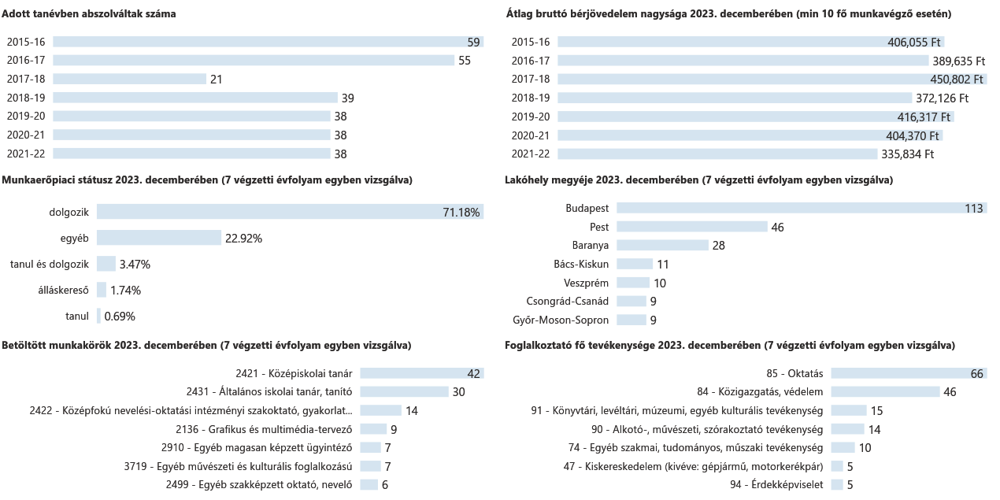 Adott tanévben abszolváltak száma
2015-16 59
2016-17 55
2017-18 21
2018-19 39
2019-20 38
2020-21 38
2021-22 38
Átlag bruttó bérjövedelem nagysága 2023. decemberében (min 10 fő munkavégző esetén)
2015-16 406,055 Ft
2016-17 389,635 Ft
2017-18 450,802 Ft
2018-19 372,126 Ft
2019-20 416,317 Ft
2020-21 404,370 Ft
2021-22 335,834 Ft
Munkaerőpiaci státusz 2023. decemberében (7 végzetti évfolyam egyben vizsgálva)
dolgozik 71.18%
egyéb 22.92%
tanul és dolgozik 3.47%
álláskereső 1.74%
tanul 0.69%
Lakóhely megyéje 2023. decemberében (7 végzetti évfolyam egyben vizsgálva)
Budapest 113
Pest 46
Baranya 28
Bács-Kiskun 11
Veszprém 10
Csongrád-Csanád 9
Győr-Moson-Sopron 9
Betöltött munkakörök 2023. decemberében (7 végzetti évfolyam egyben vizsgálva)
2421 - Középiskolai tanár 42
2431 - Általános iskolai tanár, tanító 30
2422 - Középfokú nevelési-oktatási intézményi szakoktató, gyakorlat... 14
2136 - Grafikus és multimédia-tervező 9
2910 - Egyéb magasan képzett ügyintéző 7
3719 - Egyéb művészeti és kulturális foglalkozású 7
2499 - Egyéb szakképzett oktató, nevelő 6
Foglalkoztató fő tevékenysége 2023. decemberében (7 végzetti évfolyam egyben vizsgálva)
85 - Oktatás 66
84 - Közigazgatás, védelem 46
91 - Könyvtári, levéltári, múzeumi, egyéb kulturális tevékenység 15
90 - Alkotó-, művészeti, szórakoztató tevékenység 14
74 - Egyéb szakmai, tudományos, műszaki tevékenység 10
47 - Kiskereskedelem (kivéve: gépjármű, motorkerékpár) 5
94 - Érdekképviselet 5